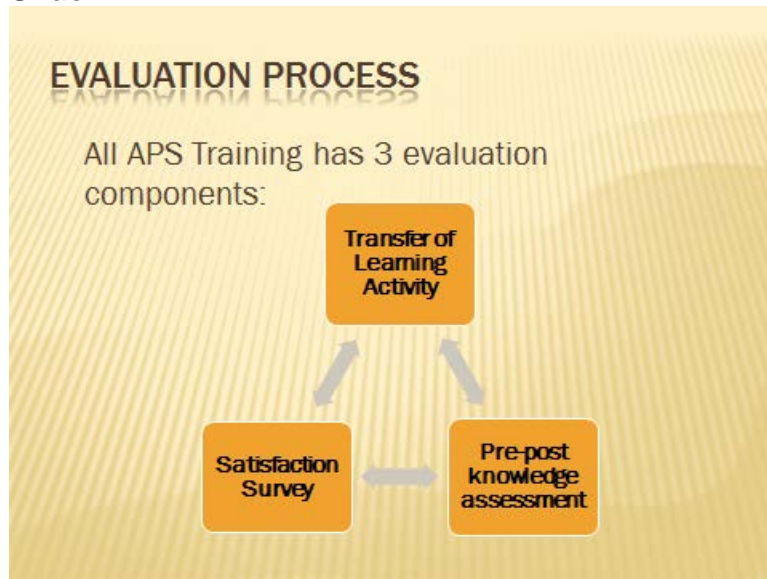 EVALUATION PROCESS
All APS Training has 3 evaluation
components:
Transfer of
Learning
Activity
Satisfaction
Survey
Pre-post
knowledge
assessment